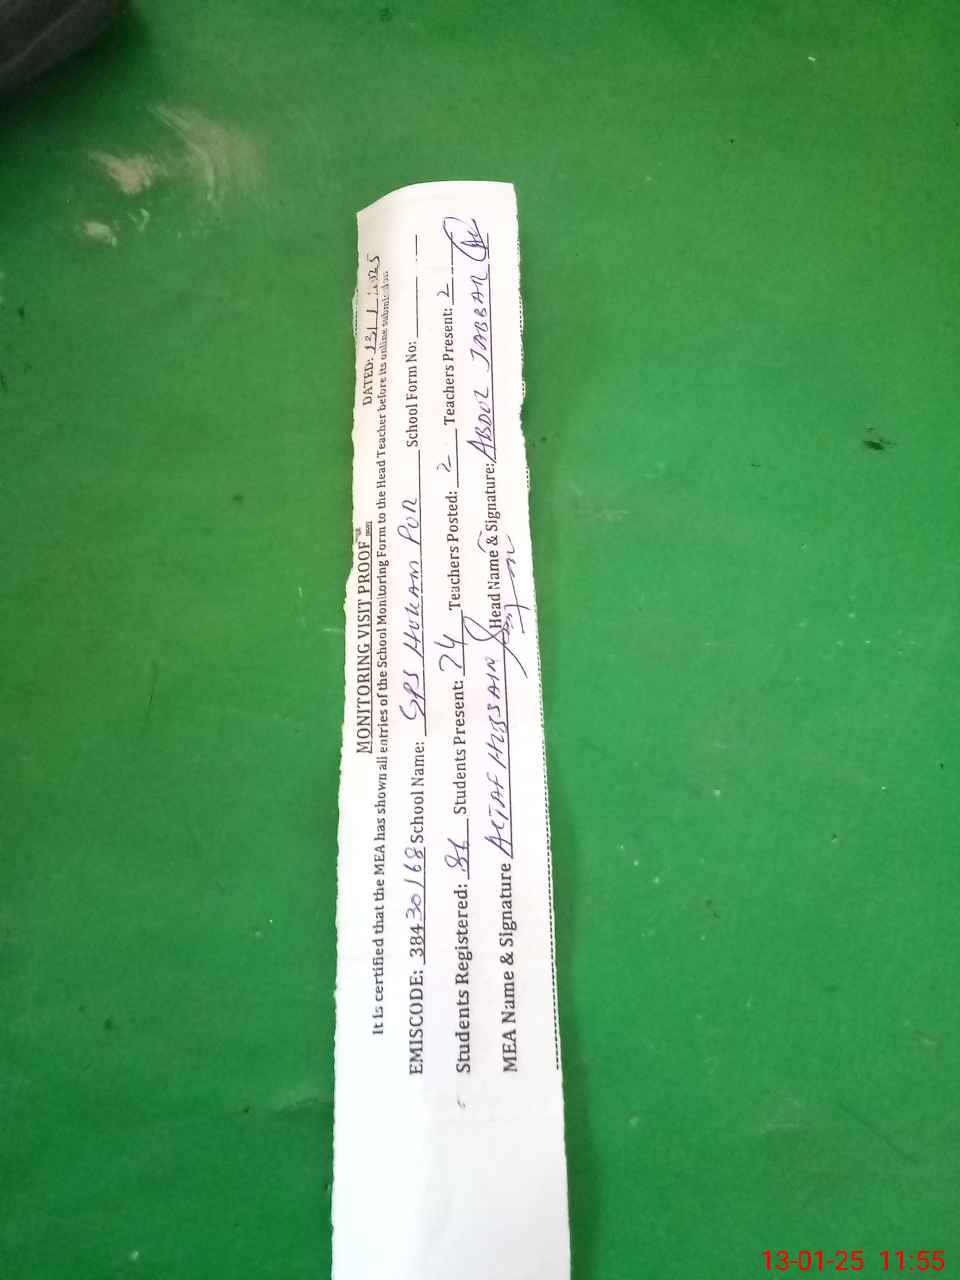 MONITORING VISIT PROOF
DATED: 13/1/2025
It is certified that the MEA has shown all entries of the School Monitoring Form to the Head Teacher before its online submission
EMISCODE: 38430168 School Name: GPS HUKAM PUR School Form No:
Students Registered: 86 Students Present: 74 Teachers Posted: 2 Teachers Present: 2
MEA Name & Signature ALTAF HUSSAIN Head Name & Signature: ABDUL JABBAR
13-01-25 11:55